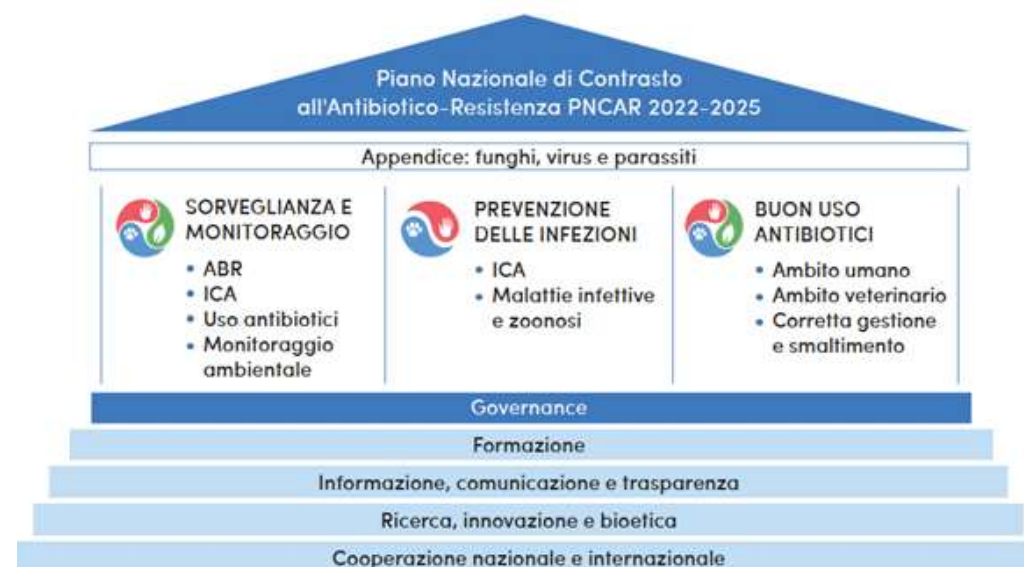 Piano Nazionale di Contrasto
all'Antibiotico-Resistenza PNCAR 2022-2025
Appendice: funghi, virus e parassiti
SORVEGLIANZA E
MONITORAGGIO
• ABR
• ICA
• Uso antibiotici
• Monitoraggio
ambientale
PREVENZIONE
DELLE INFEZIONI
• ICA
• Malattie infettive
e zoonosi
BUON USO
ANTIBIOTICI
• Ambito umano
• Ambito veterinario
• Corretta gestione
e smaltimento
Governance
Formazione
Informazione, comunicazione e trasparenza
Ricerca, innovazione e bioetica
Cooperazione nazionale e internazionale